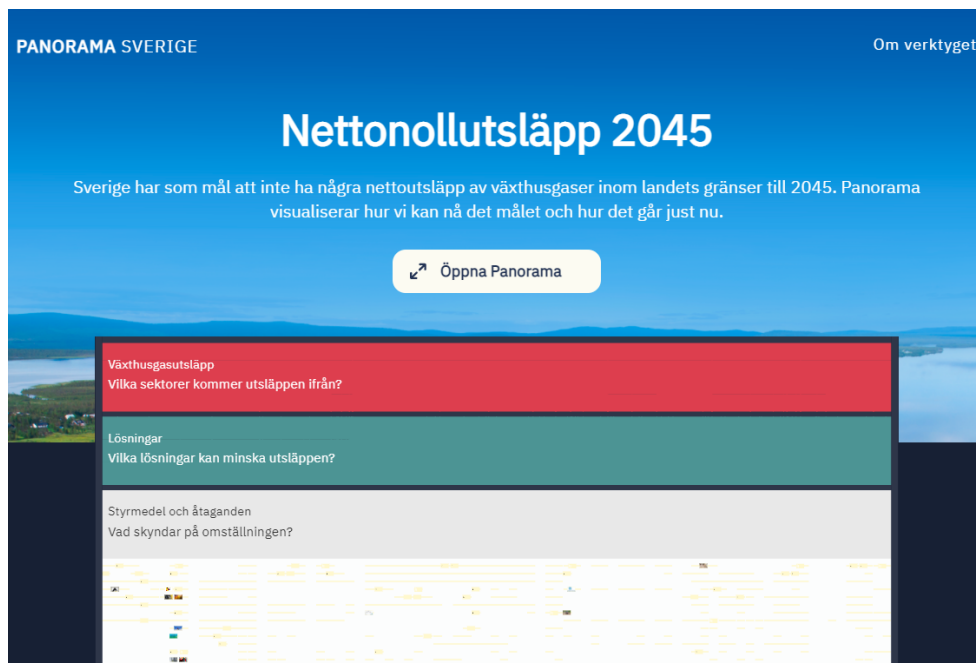 PANORAMA SVERIGE
Om verktyget
Nettonollutsläpp 2045
Sverige har som mål att inte ha några nettoutsläpp av växthusgaser inom landets gränser till 2045. Panorama
visualiserar hur vi kan nå det målet och hur det går just nu.
Öppna Panorama
Växthusgasutsläpp
Vilka sektorer kommer utsläppen ifrån?
Lösningar
Vilka lösningar kan minska utsläppen?
Styrmedel och åtaganden
Vad skyndar på omställningen?